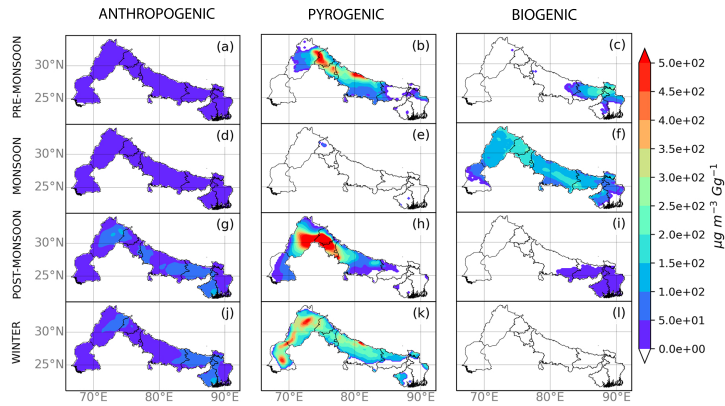 ANTHROPOGENIC PYROGENIC BIOGENIC
PRE-MONSOON
30°N
25°N
(a) (b) (c)
MONSOON
30°N
25°N
(d) (e) (f)
POST-MONSOON
30°N
25°N
(g) (h) (i)
WINTER
30°N
25°N
(j) (k) (l)
70°E 80°E 90°E 70°E 80°E 90°E 70°E 80°E 90°E
5.0e+02
4.5e+02
4.0e+02
3.5e+02
3.0e+02
2.5e+02
2.0e+02
1.5e+02
1.0e+02
5.0e+01
0.0e+00
μg m⁻³ Gg⁻¹